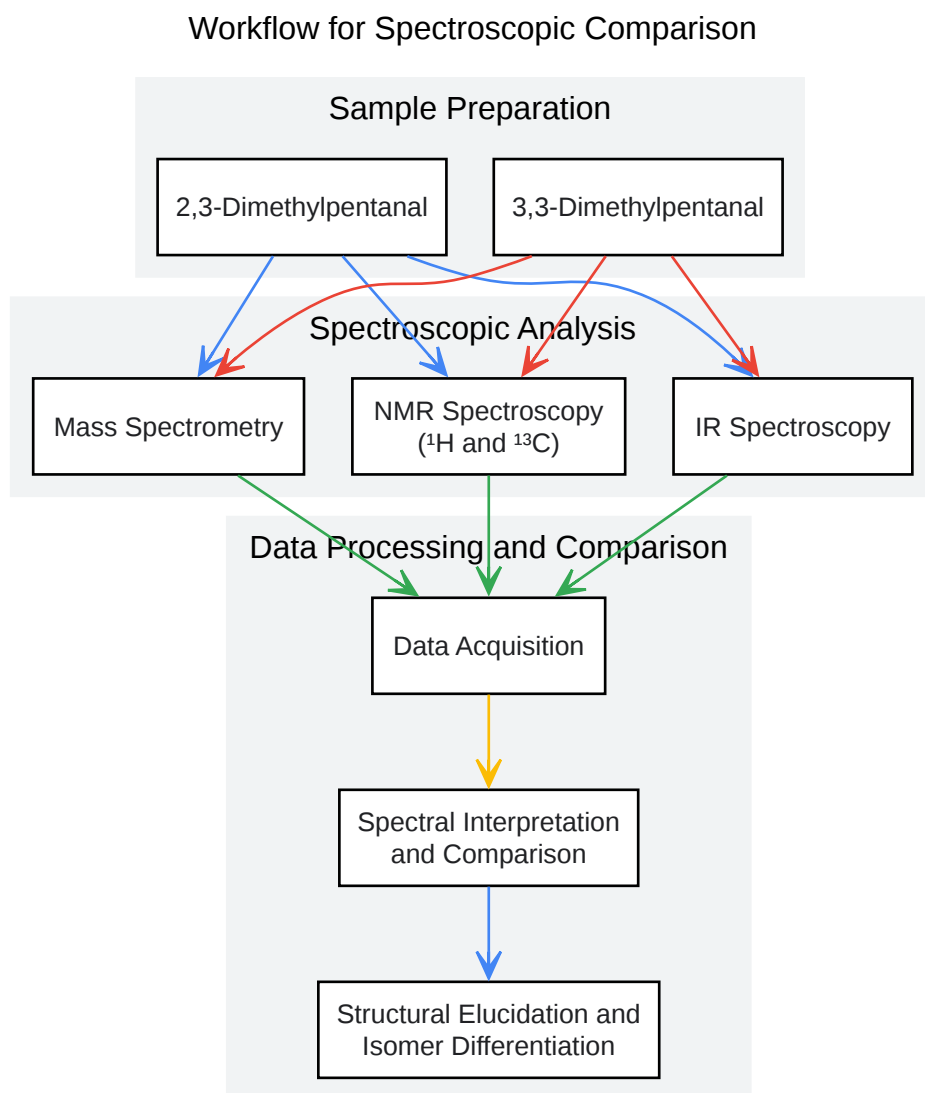 Workflow for Spectroscopic Comparison
Sample Preparation
2,3-Dimethylpentanal
3,3-Dimethylpentanal
Spectroscopic Analysis
Mass Spectrometry
NMR Spectroscopy
(¹H and ¹³C)
IR Spectroscopy
Data Processing and Comparison
Data Acquisition
Spectral Interpretation
and Comparison
Structural Elucidation and
Isomer Differentiation